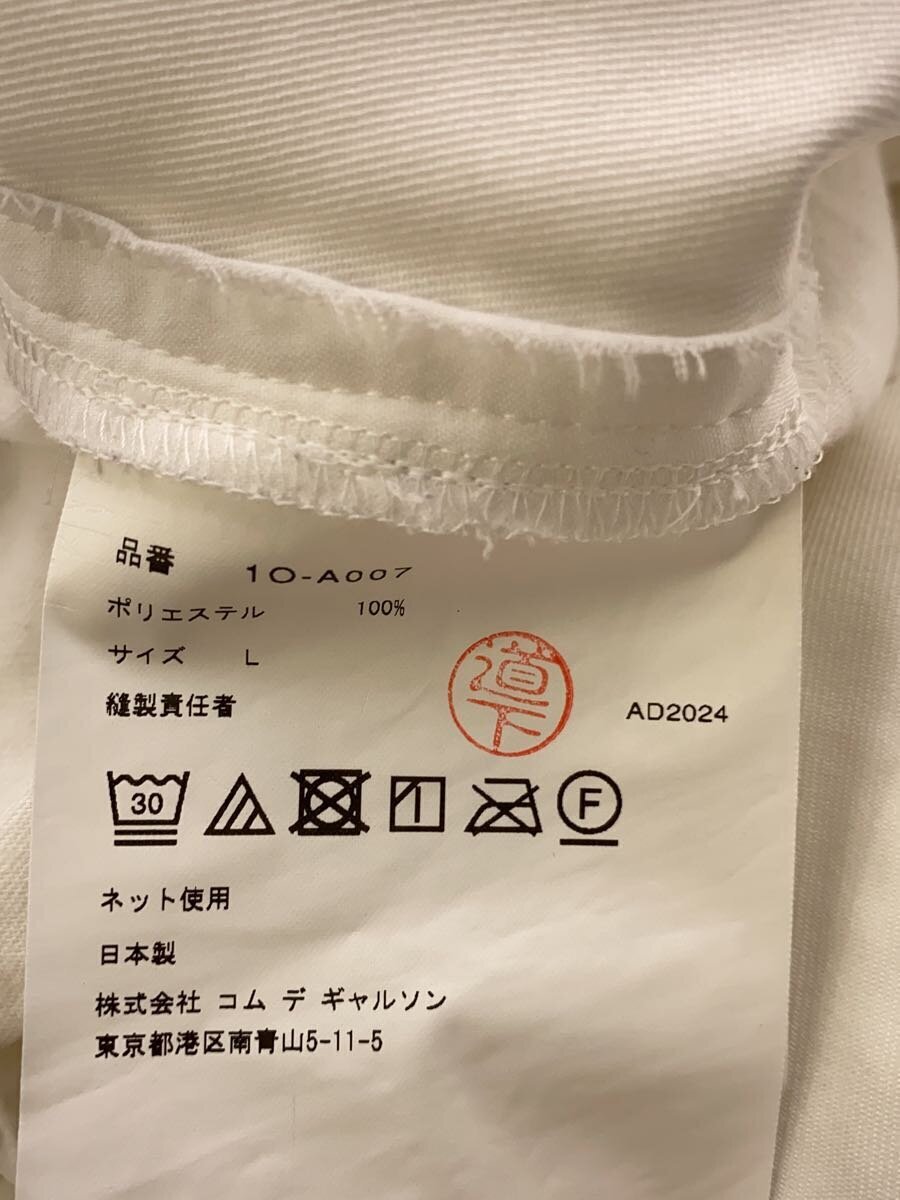 品番 1O-A007
ポリエステル 100%
サイズ L
縫製責任者 道下 AD2024
30 F
ネット使用
日本製
株式会社 コム デ ギャルソン
東京都港区南青山5-11-5